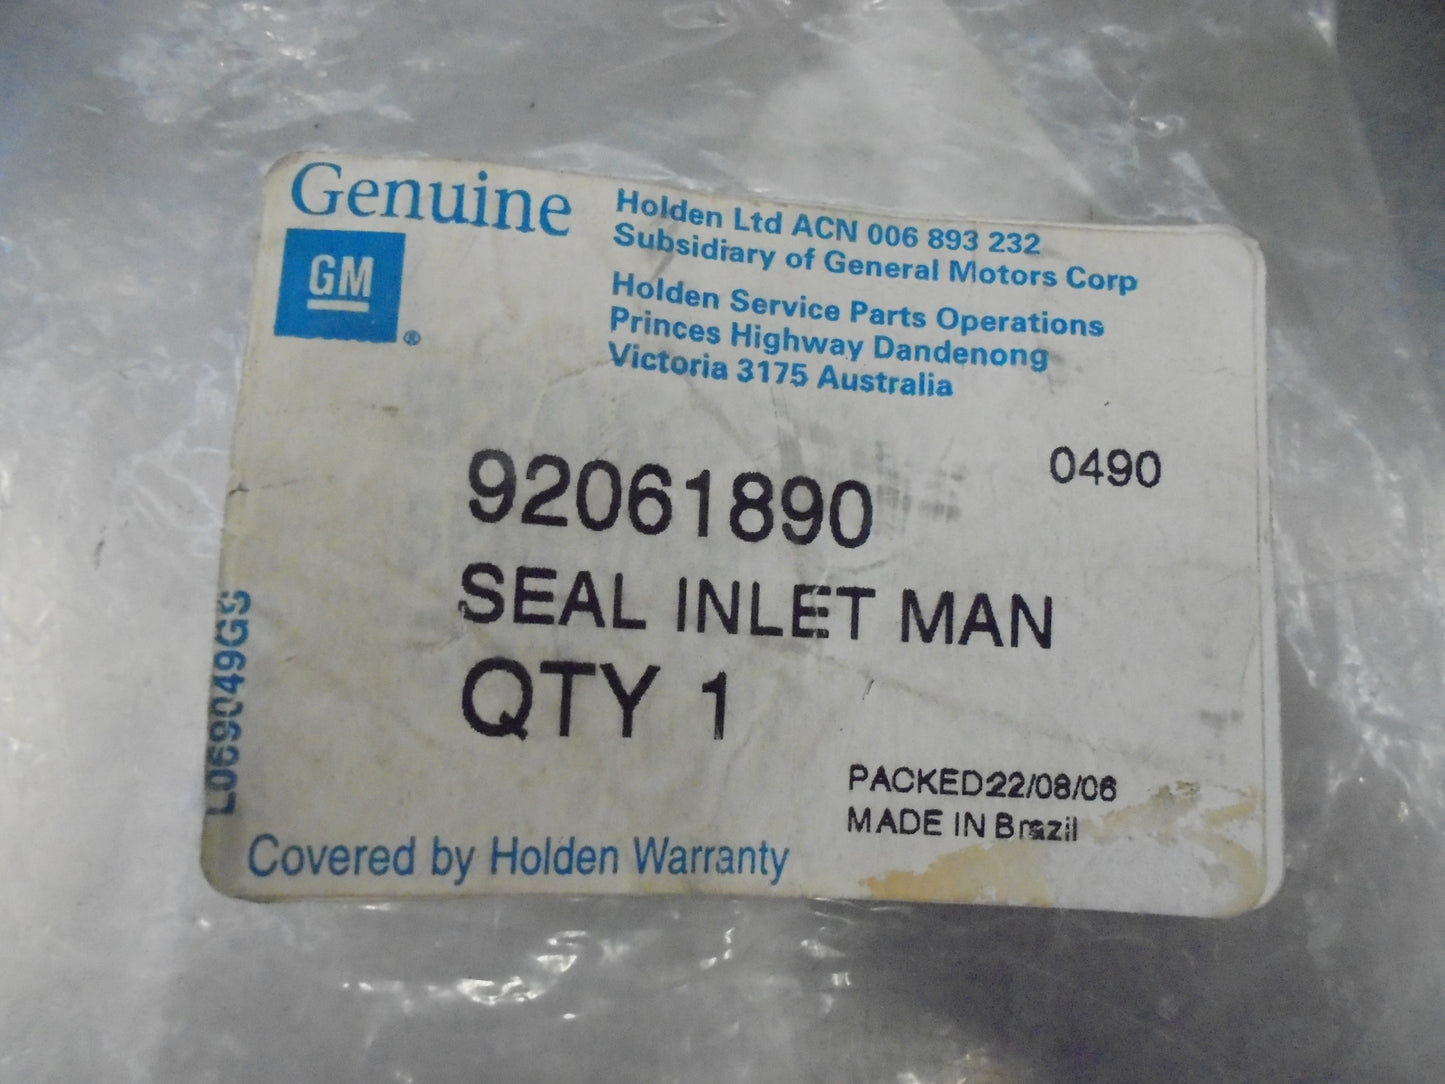 Genuine
GM
®
Holden Ltd ACN 006 893 232
Subsidiary of General Motors Corp
Holden Service Parts Operations
Princes Highway Dandenong
Victoria 3175 Australia
0490
92061890
SEAL INLET MAN
QTY 1
L069049GS
PACKED22/08/06
MADE IN Brazil
Covered by Holden Warranty